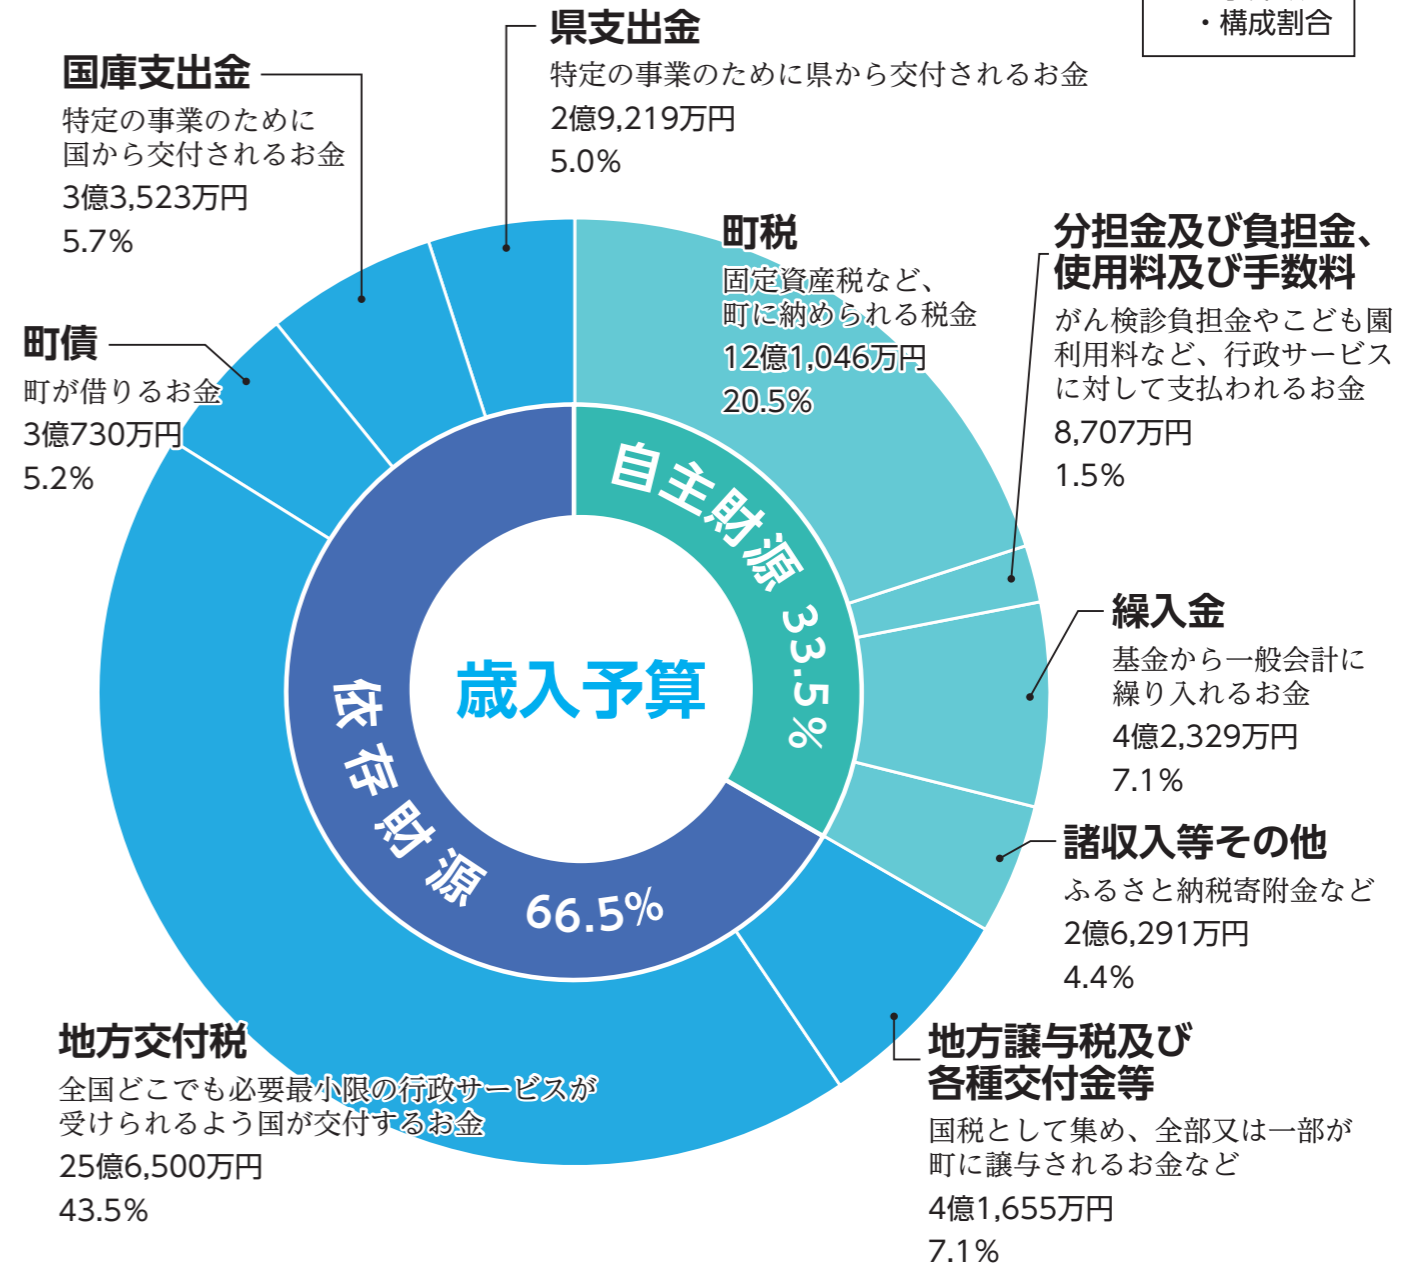 ・構成割合
県支出金
特定の事業のために県から交付されるお金
2億9,219万円
5.0%
国庫支出金
特定の事業のために
国から交付されるお金
3億3,523万円
5.7%
町債
町が借りるお金
3億730万円
5.2%
町税
固定資産税など、
町に納められる税金
12億1,046万円
20.5%
分担金及び負担金、
使用料及び手数料
がん検診負担金やこども園
利用料など、行政サービス
に対して支払われるお金
8,707万円
1.5%
繰入金
基金から一般会計に
繰り入れるお金
4億2,329万円
7.1%
諸収入等その他
ふるさと納税寄附金など
2億6,291万円
4.4%
地方譲与税及び
各種交付金等
国税として集め、全部又は一部が
町に譲与されるお金など
4億1,655万円
7.1%
地方交付税
全国どこでも必要最小限の行政サービスが
受けられるよう国が交付するお金
25億6,500万円
43.5%
自主財源 33.5%
依存財源 66.5%
歳入予算